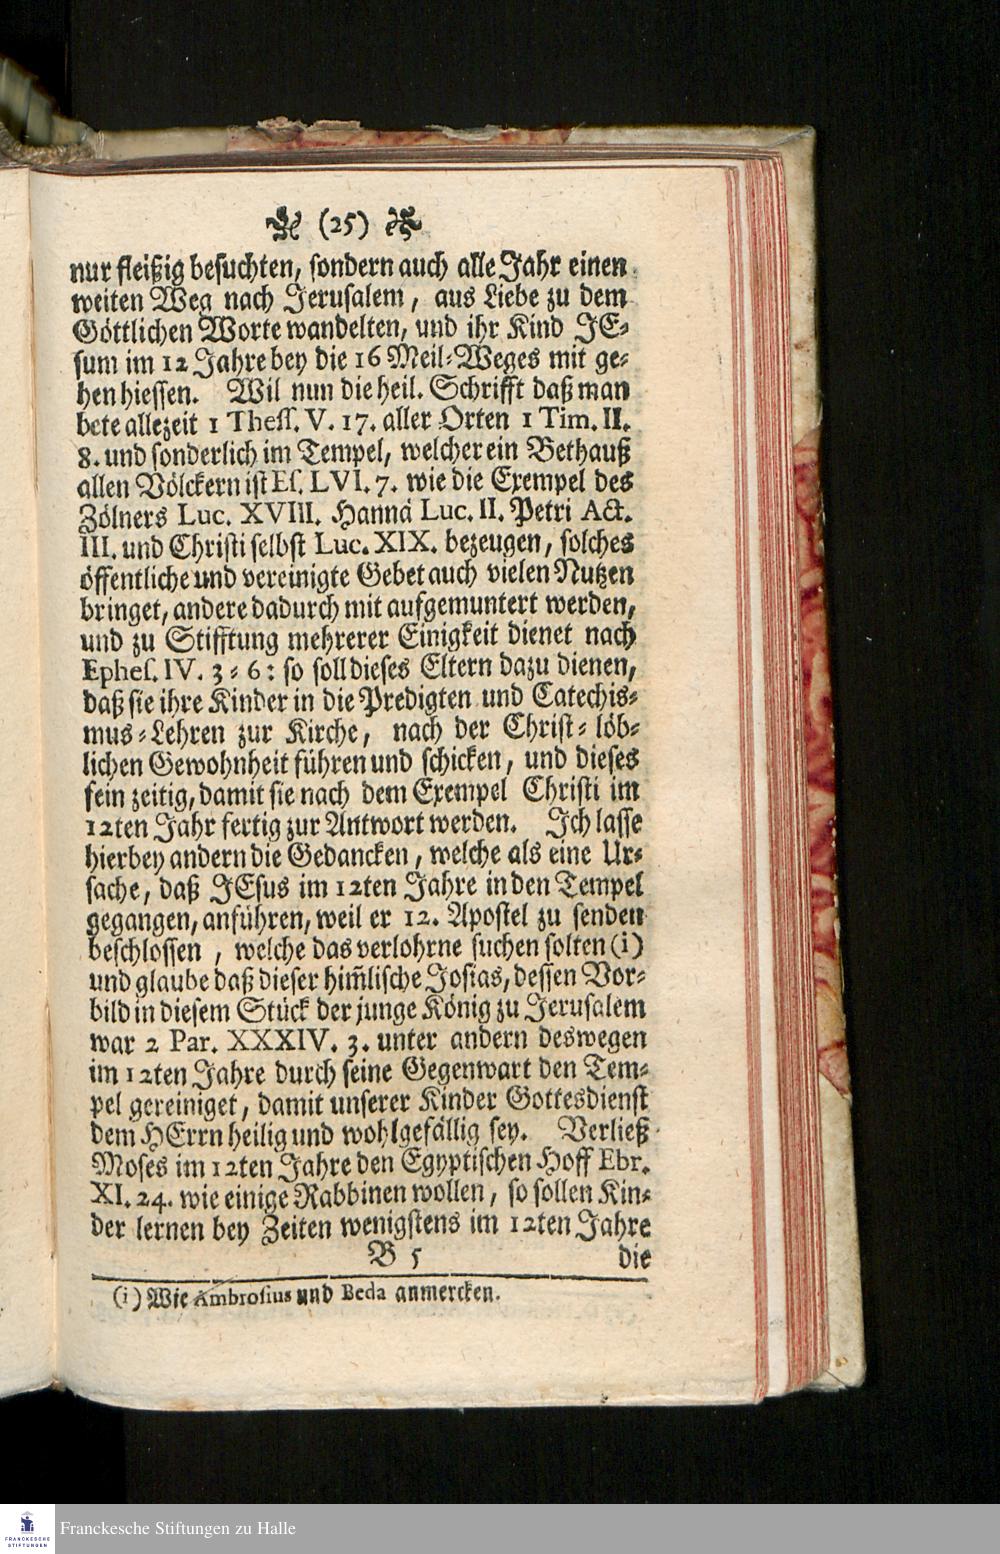 (25)
nur fleißig besuchten, sondern auch alle Jahr einen
weiten Weg nach Jerusalem, aus Liebe zu dem
Göttlichen Worte wandelten, und ihr Kind JE-
sum im 12 Jahre bey die 16 Meil-Weges mit ge-
hen hiessen. Wil nun die heil. Schrifft daß man
bete allezeit 1 Thess. V. 17. aller Orten 1 Tim. II.
8. und sonderlich im Tempel, welcher ein Bethauß
allen Völckern ist Es. LVI. 7. wie die Exempel des
Zölners Luc. XVIII. Hannä Luc. II. Petri Act.
III. und Christi selbst Luc. XIX. bezeugen, solches
öffentliche und vereinigte Gebet auch vielen Nutzen
bringet, andere dadurch mit aufgemuntert werden,
und zu Stifftung mehrerer Einigkeit dienet nach
Ephes. IV. 3-6: so soll dieses Eltern dazu dienen,
daß sie ihre Kinder in die Predigten und Catechis-
mus-Lehren zur Kirche, nach der Christ-löb-
lichen Gewohnheit führen und schicken, und dieses
fein zeitig, damit sie nach dem Exempel Christi im
12ten Jahr fertig zur Antwort werden. Ich lasse
hierbey andern die Gedancken, welche als eine Ur-
sache, daß JEsus im 12ten Jahre in den Tempel
gegangen, anführen, weil er 12. Apostel zu senden
beschlossen, welche das verlohrne suchen solten (i)
und glaube daß dieser him̃lische Josias, dessen Vor-
bild in diesem Stück der junge König zu Jerusalem
war 2 Par. XXXIV. 3. unter andern deswegen
im 12ten Jahre durch seine Gegenwart den Tem-
pel gereiniget, damit unserer Kinder Gottesdienst
dem HErrn heilig und wohlgefällig sey. Verließ
Moses im 12ten Jahre den Egyptischen Hoff Ebr.
XI. 24. wie einige Rabbinen wollen, so sollen Kin-
der lernen bey Zeiten wenigstens im 12ten Jahre
B 5 die
(i) Wie Ambrosius und Beda anmercken.
FRANCKESCHE
STIFTUNGEN
Franckesche Stiftungen zu Halle